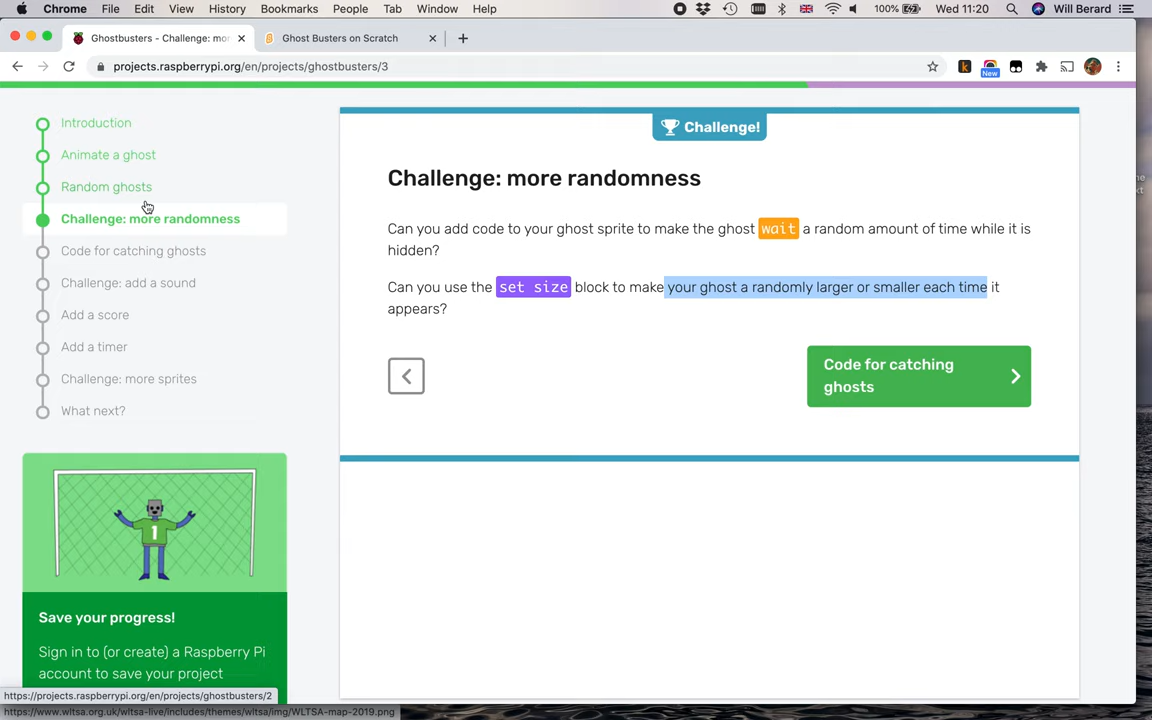 Chrome File Edit View History Bookmarks People Tab Window Help 100% Wed 11:20 Will Berard
Ghostbusters - Challenge: mor Ghost Busters on Scratch
projects.raspberrypi.org/en/projects/ghostbusters/3
New
Introduction
Animate a ghost
Random ghosts
Challenge: more randomness
Code for catching ghosts
Challenge: add a sound
Add a score
Add a timer
Challenge: more sprites
What next?
1
Save your progress!
Sign in to (or create) a Raspberry Pi
account to save your project
https://projects.raspberrypi.org/en/projects/ghostbusters/2
https://www.wltsa.org.uk/wltsa-live/includes/themes/wltsa/img/WLTSA-map-2019.png
Challenge!
Challenge: more randomness
Can you add code to your ghost sprite to make the ghost wait a random amount of time while it is
hidden?
Can you use the set size block to make your ghost a randomly larger or smaller each time it
appears?
Code for catching
ghosts